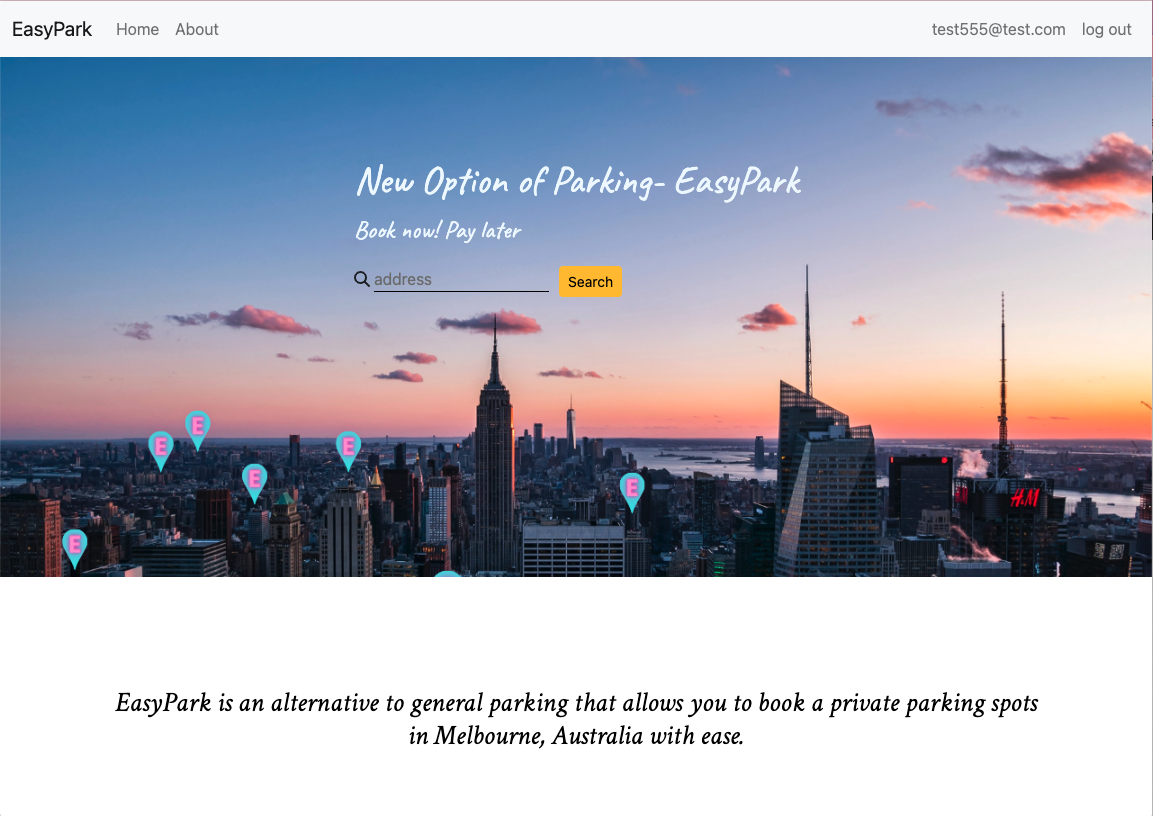 EasyPark Home About test555@test.com log out
New Option of Parking- EasyPark
Book now! Pay later
address Search
E
E
E
E
E
E
H&M
EasyPark is an alternative to general parking that allows you to book a private parking spots
in Melbourne, Australia with ease.